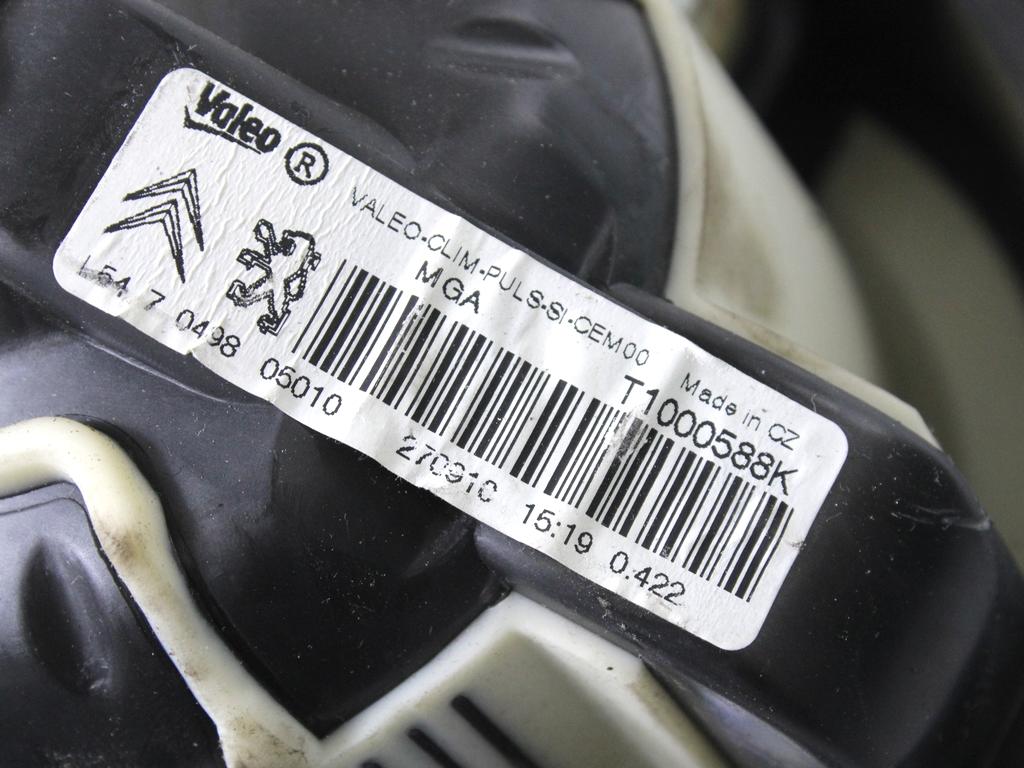 Valeo ®
VALEO-CLIM-PULS-SI-CEM00 Made in CZ
MGA T1000588K
54 7 0498 05010 270910 15:19 0.422